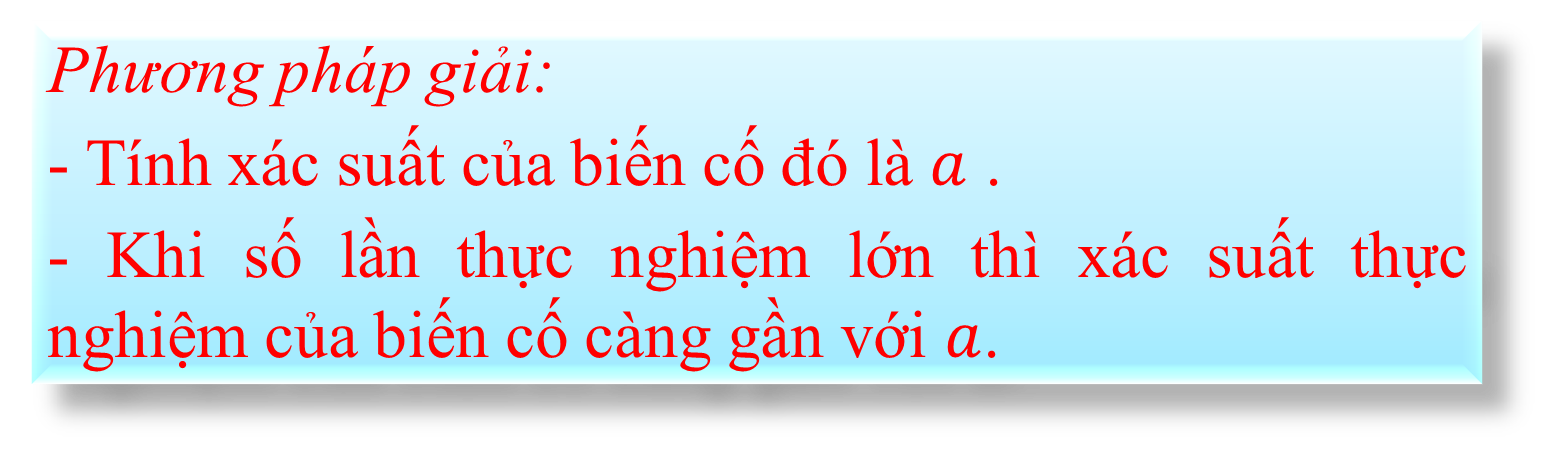 Phương pháp giải:
- Tính xác suất của biến cố đó là a .
- Khi số lần thực nghiệm lớn thì xác suất thực
nghiệm của biến cố càng gần với a.